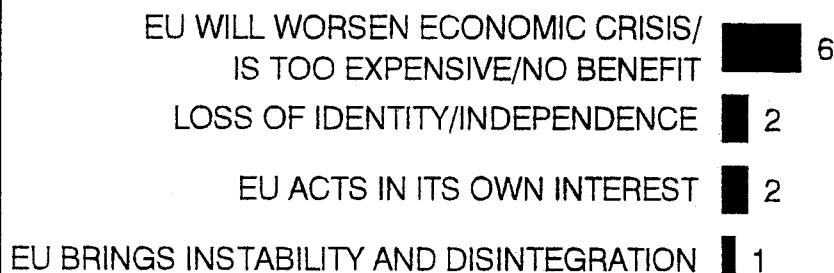 EU WILL WORSEN ECONOMIC CRISIS/
IS TOO EXPENSIVE/NO BENEFIT 6
LOSS OF IDENTITY/INDEPENDENCE 2
EU ACTS IN ITS OWN INTEREST 2
EU BRINGS INSTABILITY AND DISINTEGRATION 1